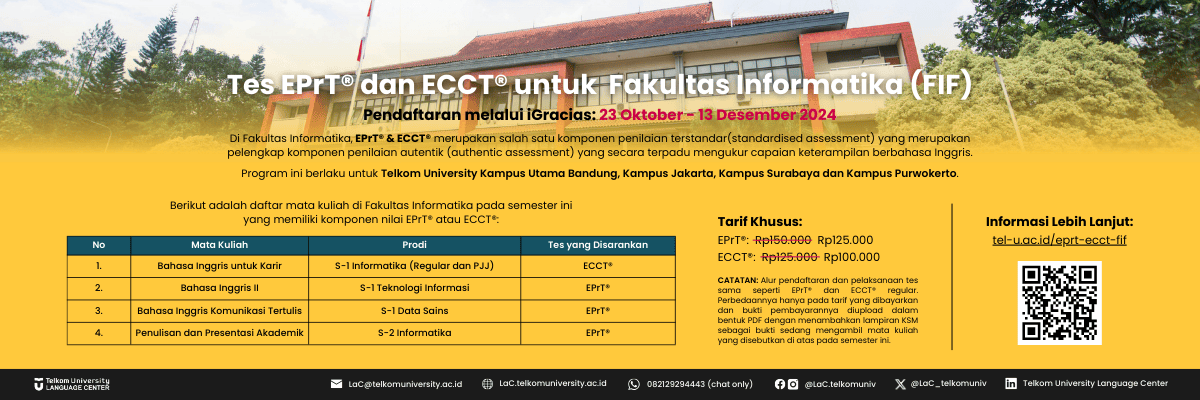 Tes EPrT® dan ECCT® untuk Fakultas Informatika (FIF)
Pendaftaran melalui iGracias: 23 Oktober - 13 Desember 2024
Di Fakultas Informatika, EPrT® & ECCT® merupakan salah satu komponen penilaian terstandar(standardised assessment) yang merupakan
pelengkap komponen penilaian autentik (authentic assessment) yang secara terpadu mengukur capaian keterampilan berbahasa Inggris.
Program ini berlaku untuk Telkom University Kampus Utama Bandung, Kampus Jakarta, Kampus Surabaya dan Kampus Purwokerto.
Berikut adalah daftar mata kuliah di Fakultas Informatika pada semester ini
yang memiliki komponen nilai EPrT® atau ECCT®:
No Mata Kuliah Prodi Tes yang Disarankan
1. Bahasa Inggris untuk Karir S-1 Informatika (Regular dan PJJ) ECCT®
2. Bahasa Inggris II S-1 Teknologi Informasi EPrT®
3. Bahasa Inggris Komunikasi Tertulis S-1 Data Sains EPrT®
4. Penulisan dan Presentasi Akademik S-2 Informatika EPrT®
Tarif Khusus:
EPrT®: Rp150.000 Rp125.000
ECCT®: Rp125.000 Rp100.000
CATATAN: Alur pendaftaran dan pelaksanaan tes
sama seperti EPrT® dan ECCT® regular.
Perbedaannya hanya pada tarif yang dibayarkan
dan bukti pembayarannya diupload dalam
bentuk PDF dengan menambahkan lampiran KSM
sebagai bukti sedang mengambil mata kuliah
yang disebutkan di atas pada semester ini.
Informasi Lebih Lanjut:
tel-u.ac.id/eprt-ecct-fif
Telkom University
LANGUAGE CENTER
LaC@telkomuniversity.ac.id
LaC.telkomuniversity.ac.id
082129294443 (chat only)
@LaC.telkomuniv
@LaC_telkomuniv
Telkom University Language Center